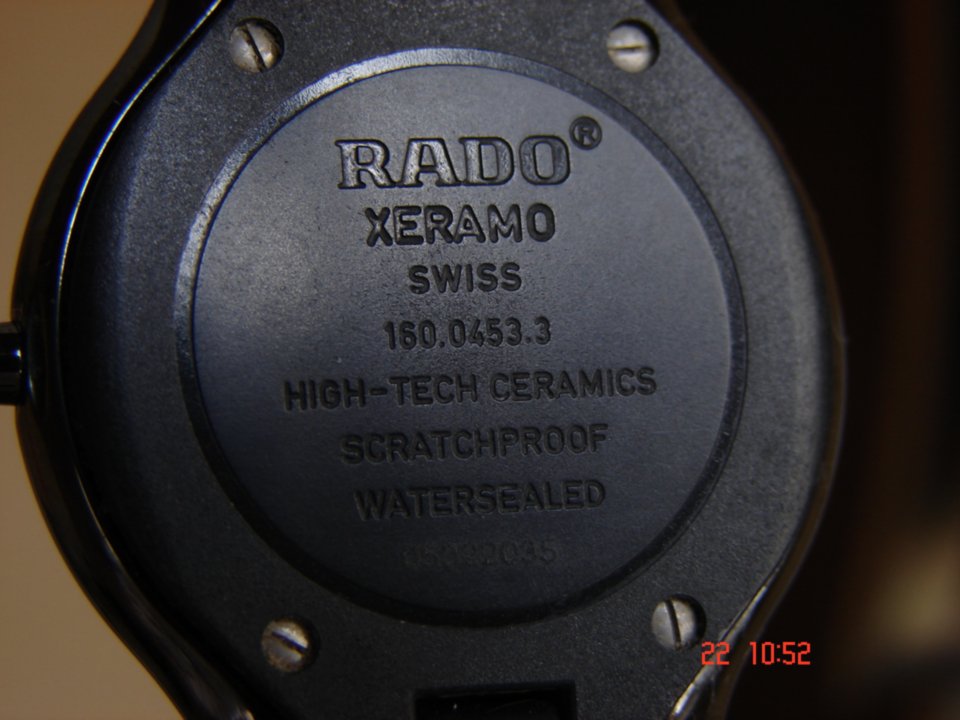 RADO®
XERAMO
SWISS
160.0453.3
HIGH-TECH CERAMICS
SCRATCHPROOF
WATERSEALED
22 10:52